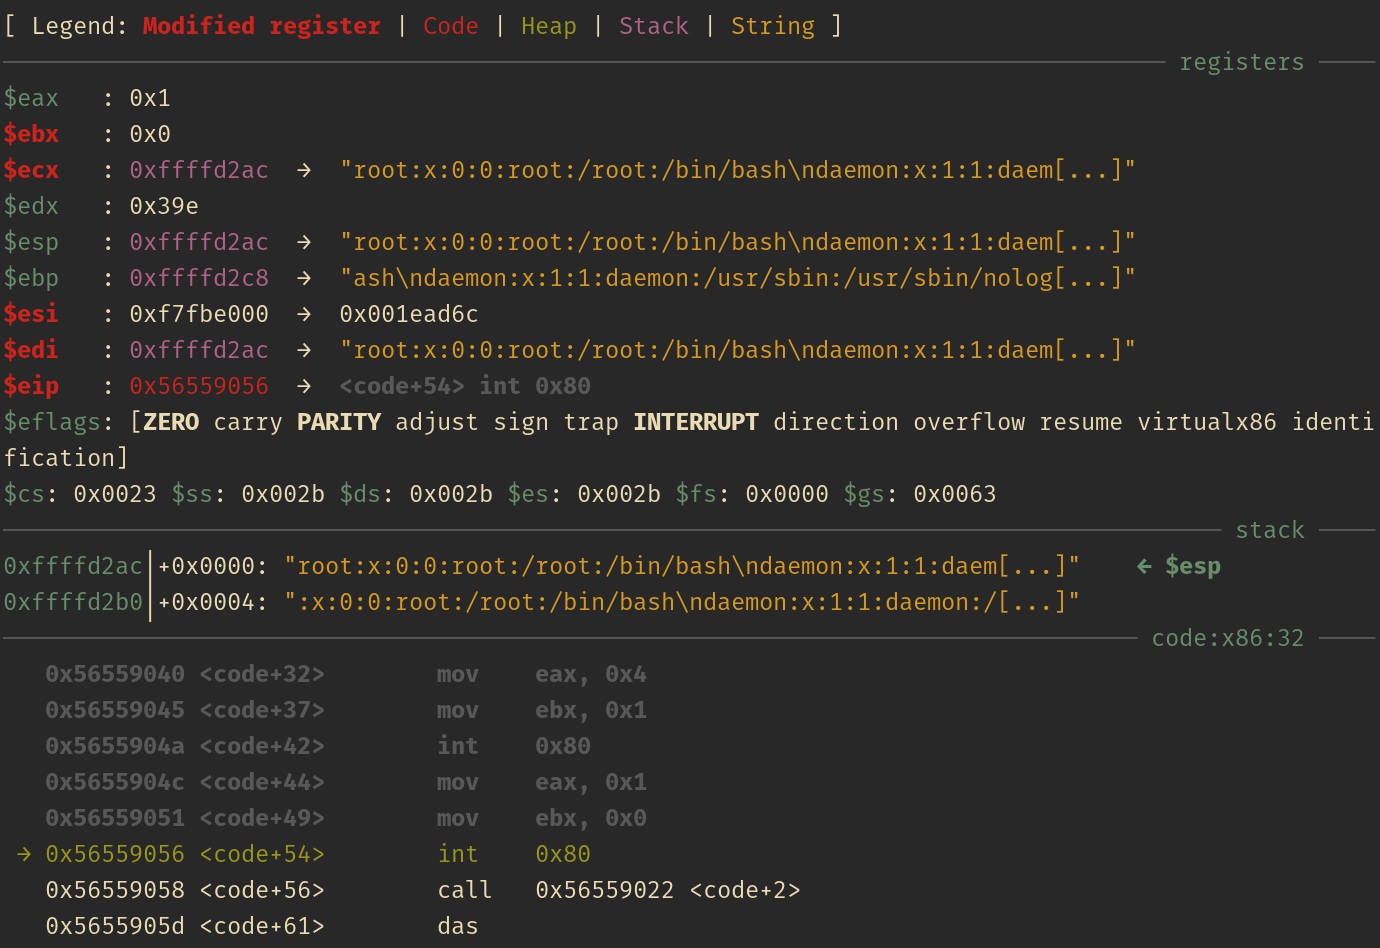 [ Legend: Modified register | Code | Heap | Stack | String ]
registers
$eax   : 0x1
$ebx   : 0x0
$ecx   : 0xffffd2ac  →  "root:x:0:0:root:/root:/bin/bash\ndaemon:x:1:1:daem[...]"
$edx   : 0x39e
$esp   : 0xffffd2ac  →  "root:x:0:0:root:/root:/bin/bash\ndaemon:x:1:1:daem[...]"
$ebp   : 0xffffd2c8  →  "ash\ndaemon:x:1:1:daemon:/usr/sbin:/usr/sbin/nolog[...]"
$esi   : 0xf7fbe000  →  0x001ead6c
$edi   : 0xffffd2ac  →  "root:x:0:0:root:/root:/bin/bash\ndaemon:x:1:1:daem[...]"
$eip   : 0x56559056  →  <code+54> int 0x80
$eflags: [ZERO carry PARITY adjust sign trap INTERRUPT direction overflow resume virtualx86 identi
fication]
$cs: 0x0023 $ss: 0x002b $ds: 0x002b $es: 0x002b $fs: 0x0000 $gs: 0x0063
stack
0xffffd2ac│+0x0000: "root:x:0:0:root:/root:/bin/bash\ndaemon:x:1:1:daem[...]"    ← $esp
0xffffd2b0│+0x0004: ":x:0:0:root:/root:/bin/bash\ndaemon:x:1:1:daemon:/[...]"
code:x86:32
0x56559040 <code+32>        mov    eax, 0x4
0x56559045 <code+37>        mov    ebx, 0x1
0x5655904a <code+42>        int    0x80
0x5655904c <code+44>        mov    eax, 0x1
0x56559051 <code+49>        mov    ebx, 0x0
→ 0x56559056 <code+54>        int    0x80
0x56559058 <code+56>        call   0x56559022 <code+2>
0x5655905d <code+61>        das